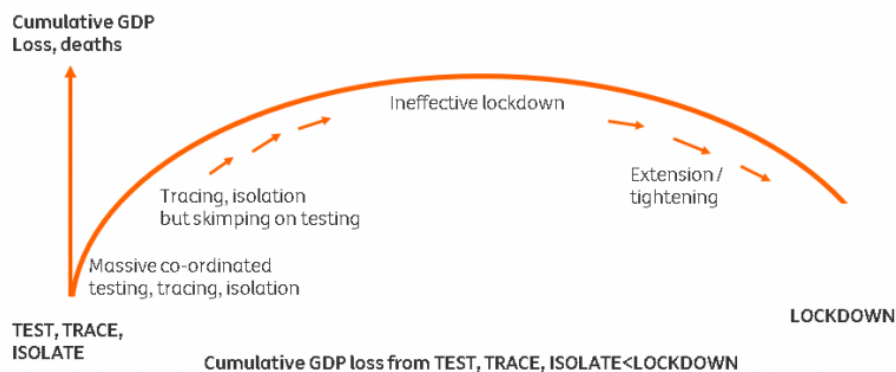 Cumulative GDP
Loss, deaths
Ineffective lockdown
Tracing, isolation
but skimping on testing
Extension /
tightening
Massive co-ordinated
testing, tracing, isolation
TEST, TRACE,
ISOLATE
LOCKDOWN
Cumulative GDP loss from TEST, TRACE, ISOLATE<LOCKDOWN